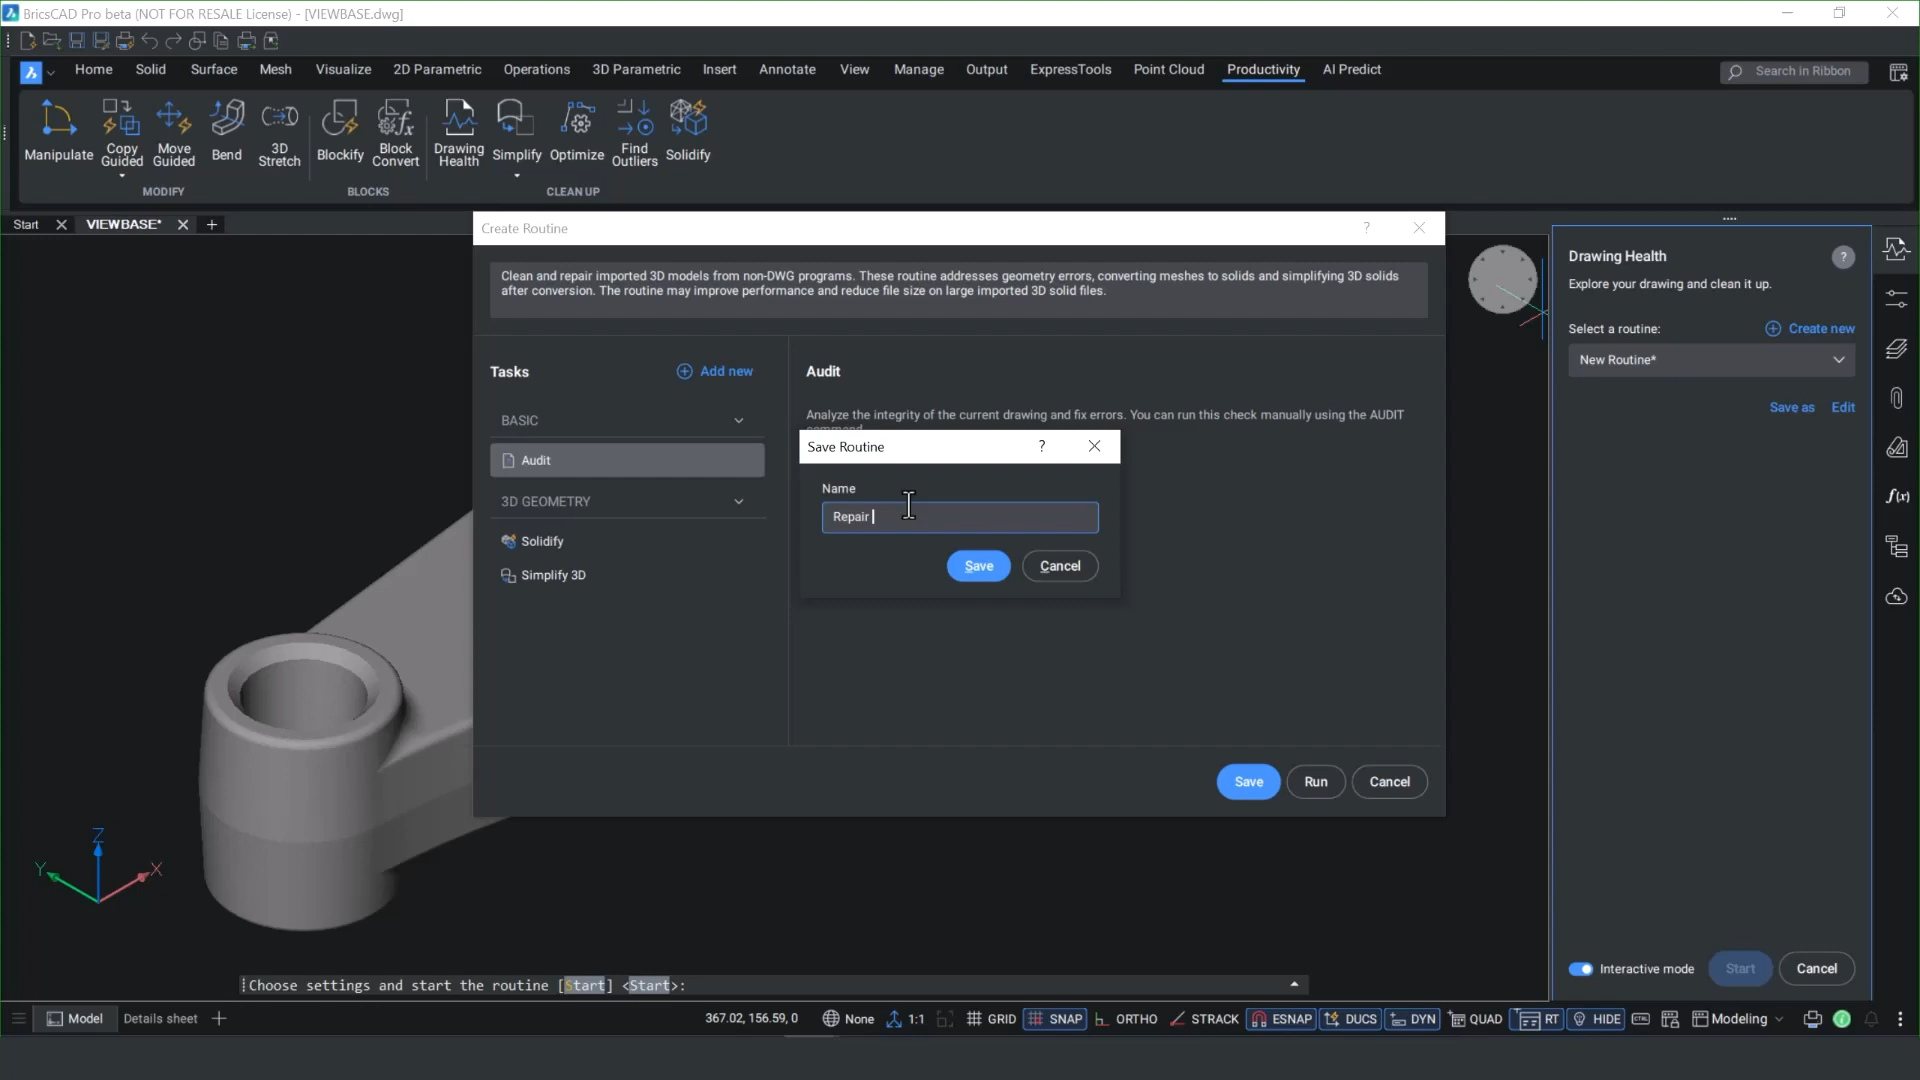 BricsCAD Pro beta (NOT FOR RESALE License) - [VIEWBASE.dwg]
Home Solid Surface Mesh Visualize 2D Parametric Operations 3D Parametric Insert Annotate View Manage Output ExpressTools Point Cloud Productivity AI Predict
Search in Ribbon
Manipulate Copy Guided Move Guided Bend 3D Stretch Blockify Block Convert Drawing Health Simplify Optimize Find Outliers Solidify
MODIFY BLOCKS CLEAN UP
Start VIEWBASE*
Create Routine ?
Clean and repair imported 3D models from non-DWG programs. These routine addresses geometry errors, converting meshes to solids and simplifying 3D solids
after conversion. The routine may improve performance and reduce file size on large imported 3D solid files.
Tasks Add new
BASIC
Audit
3D GEOMETRY
Solidify
Simplify 3D
Audit
Analyze the integrity of the current drawing and fix errors. You can run this check manually using the AUDIT
command.
Save Routine ?
Name
Repair
Save Cancel
Save Run Cancel
Drawing Health ?
Explore your drawing and clean it up.
Select a routine: Create new
New Routine*
Save as Edit
f(x)
Interactive mode Start Cancel
Z
Y X
Choose settings and start the routine [Start] <Start>:
Model Details sheet 367.02, 156.59, 0 None 1:1 GRID SNAP ORTHO STRACK ESNAP DUCS DYN QUAD RT HIDE CTRL Modeling